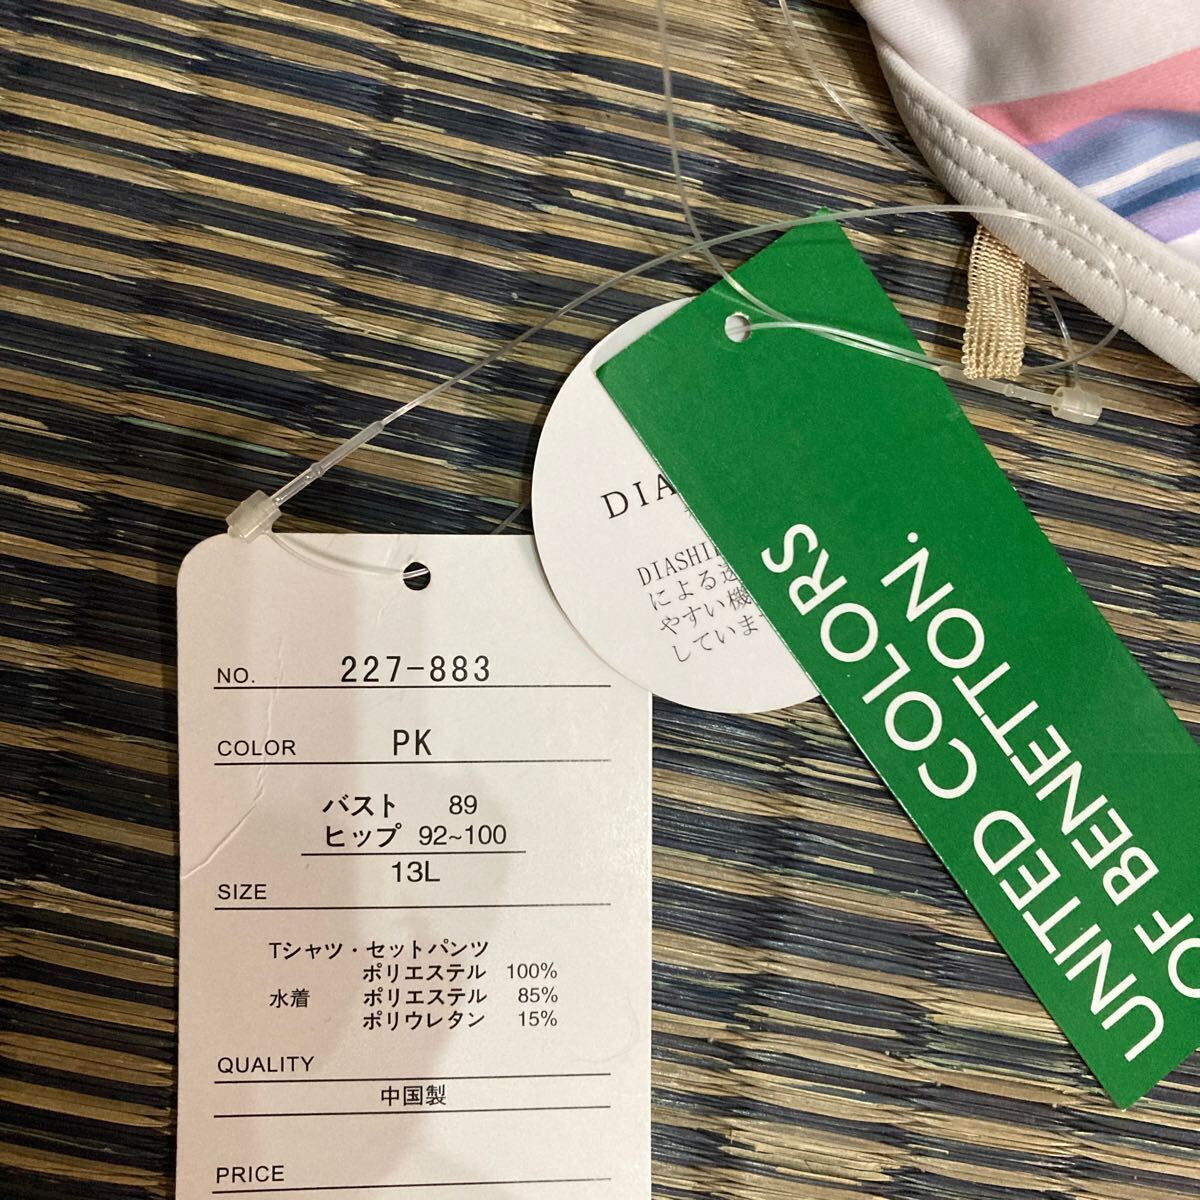 NO. 227-883
COLOR PK
バスト 89
ヒップ 92~100
13L
SIZE
Tシャツ・セットパンツ
ポリエステル 100%
水着 ポリエステル 85%
ポリウレタン 15%
QUALITY
中国製
PRICE
DIA
DIASHI
による
やすい機
しています
UNITED COLORS
OF BENETTON.